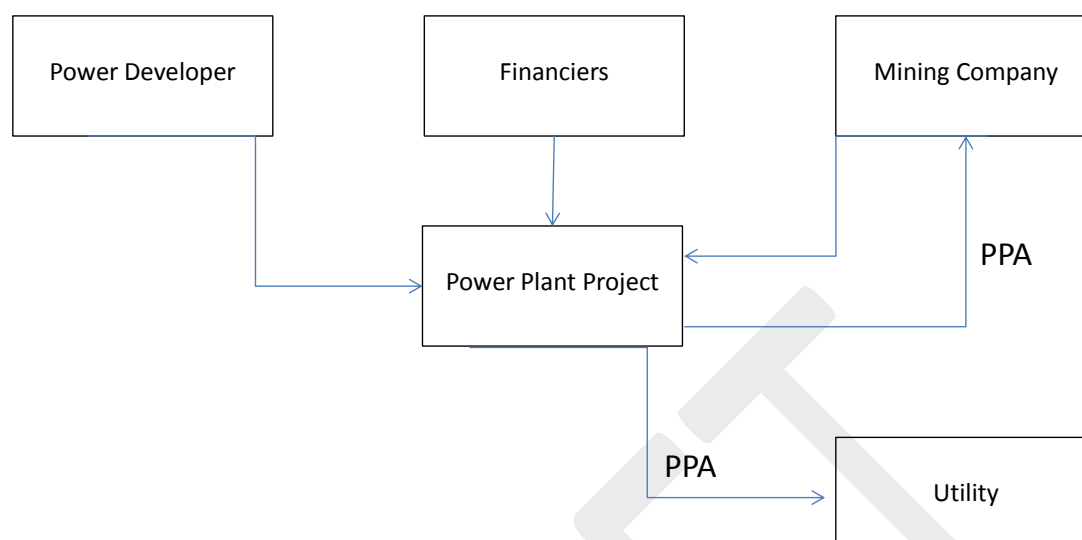 Power Developer
Financiers
Mining Company
Power Plant Project
PPA
PPA
Utility